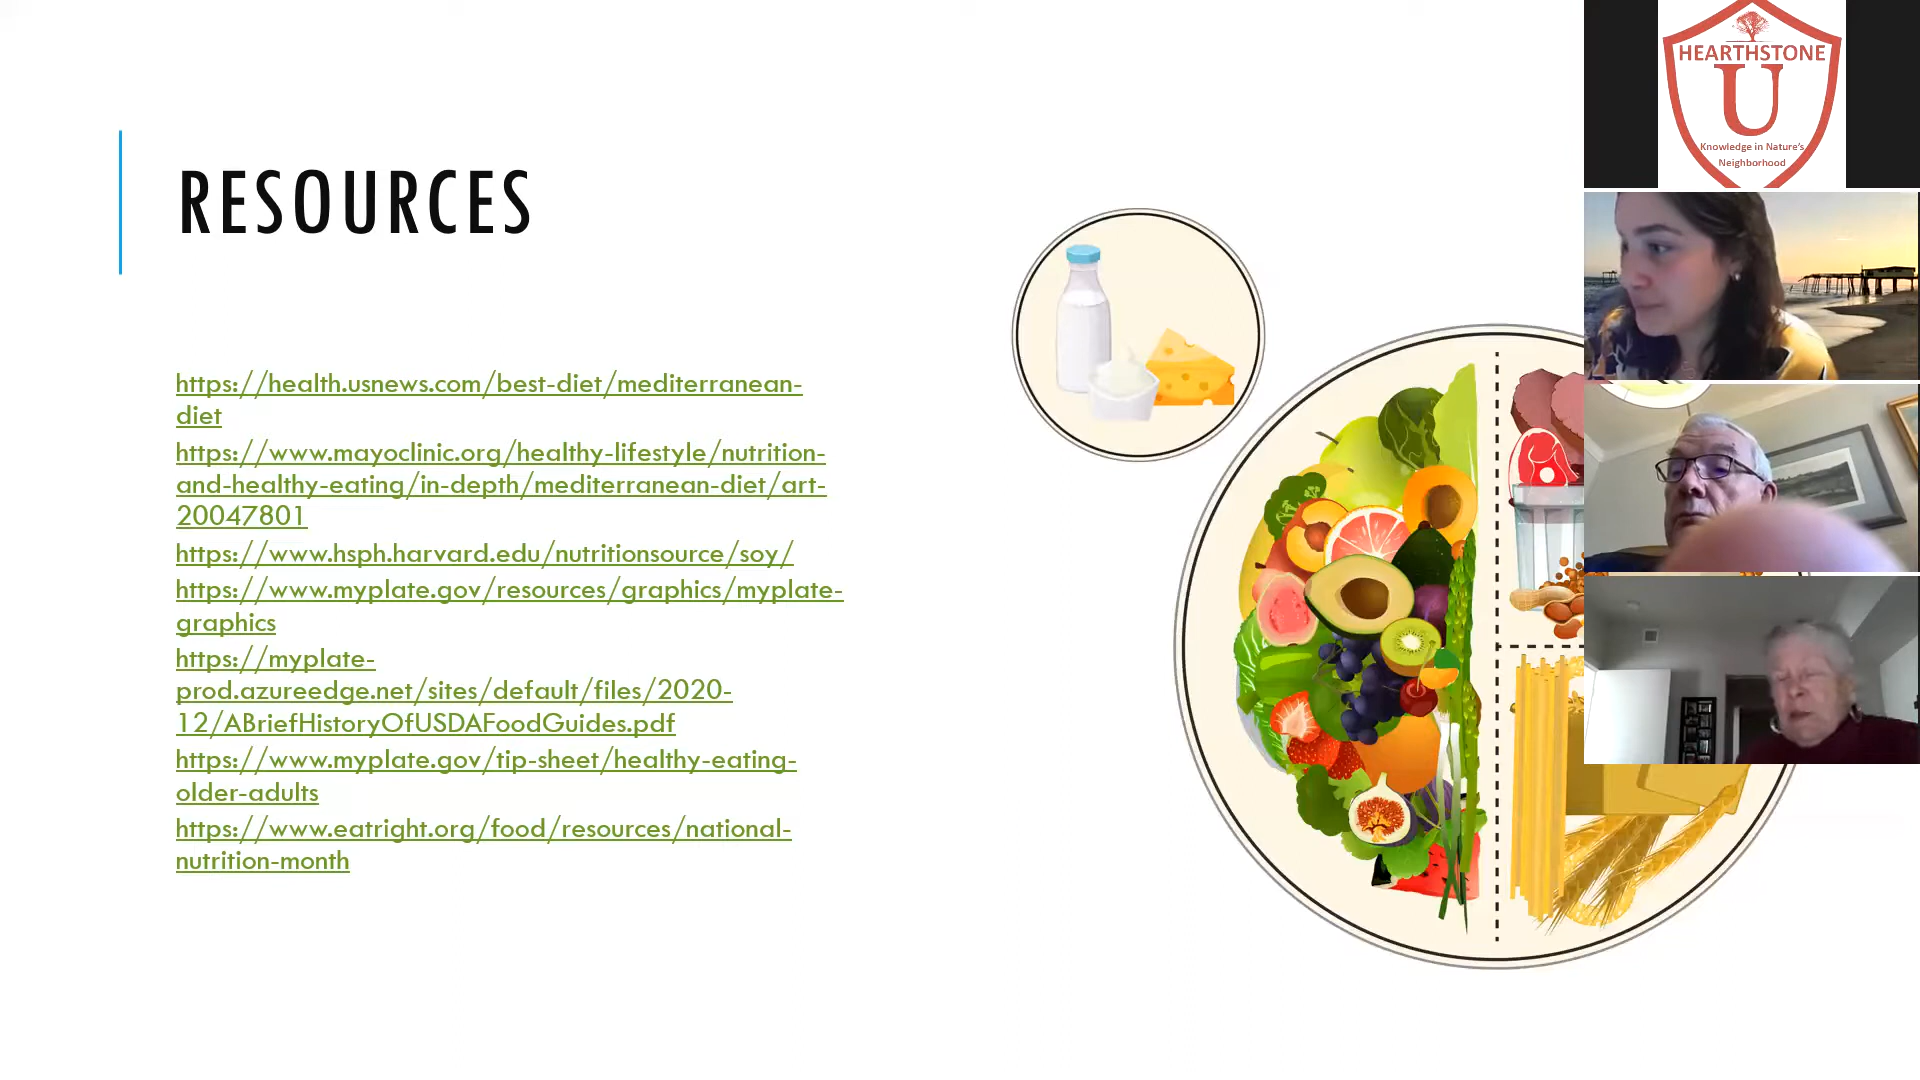 RESOURCES
https://health.usnews.com/best-diet/mediterranean-
diet
https://www.mayoclinic.org/healthy-lifestyle/nutrition-
and-healthy-eating/in-depth/mediterranean-diet/art-
20047801
https://www.hsph.harvard.edu/nutritionsource/soy/
https://www.myplate.gov/resources/graphics/myplate-
graphics
https://myplate-
prod.azureedge.net/sites/default/files/2020-
12/ABriefHistoryOfUSDAFoodGuides.pdf
https://www.myplate.gov/tip-sheet/healthy-eating-
older-adults
https://www.eatright.org/food/resources/national-
nutrition-month
HEARTHSTONE
U
Knowledge in Nature's
Neighborhood